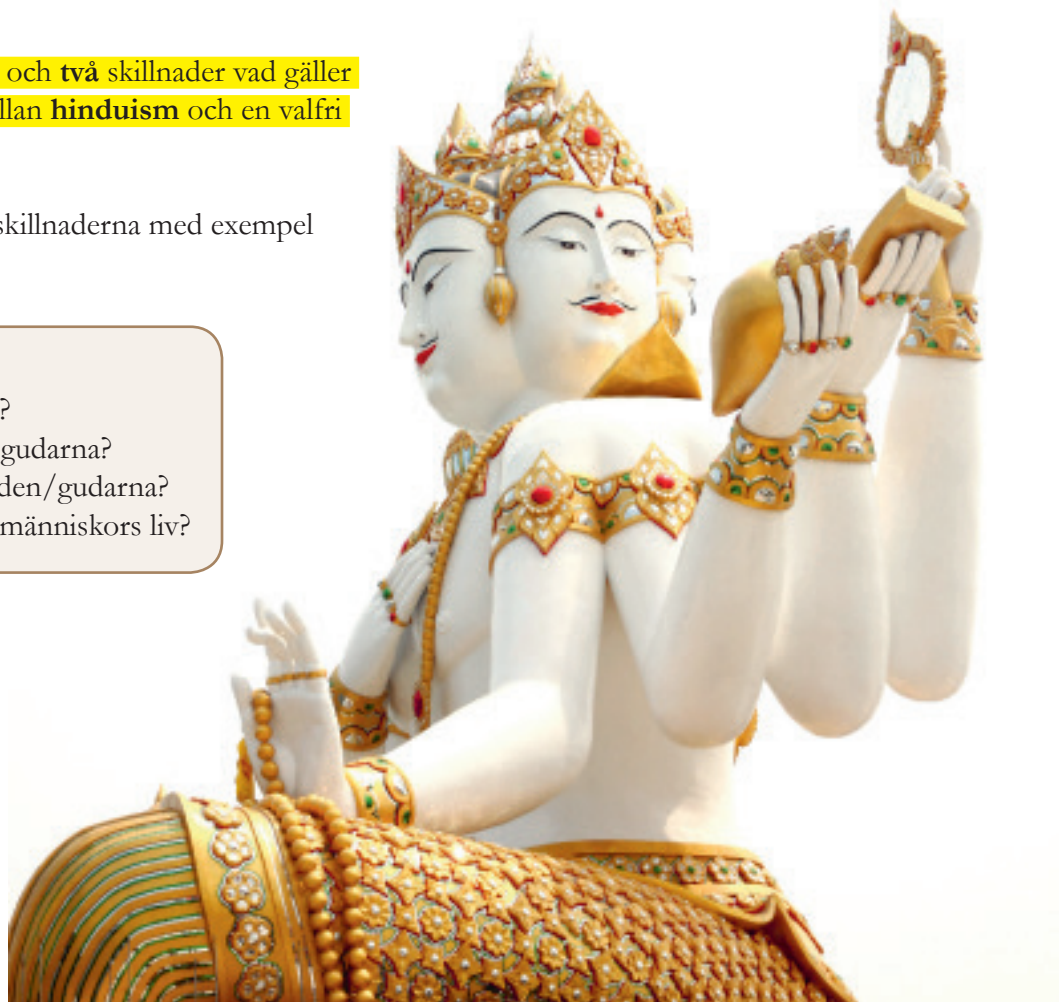 och två skillnader vad gäller
llan hinduism och en valfri
skillnaderna med exempel
?
gudarna?
den/gudarna?
människors liv?